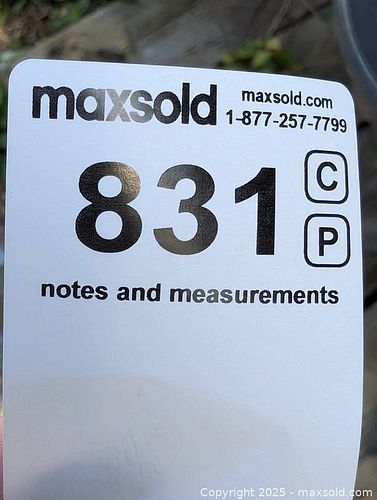 maxsold maxsold.com
1-877-257-7799
831 C
P
notes and measurements
Copyright 2025 - maxsold.com